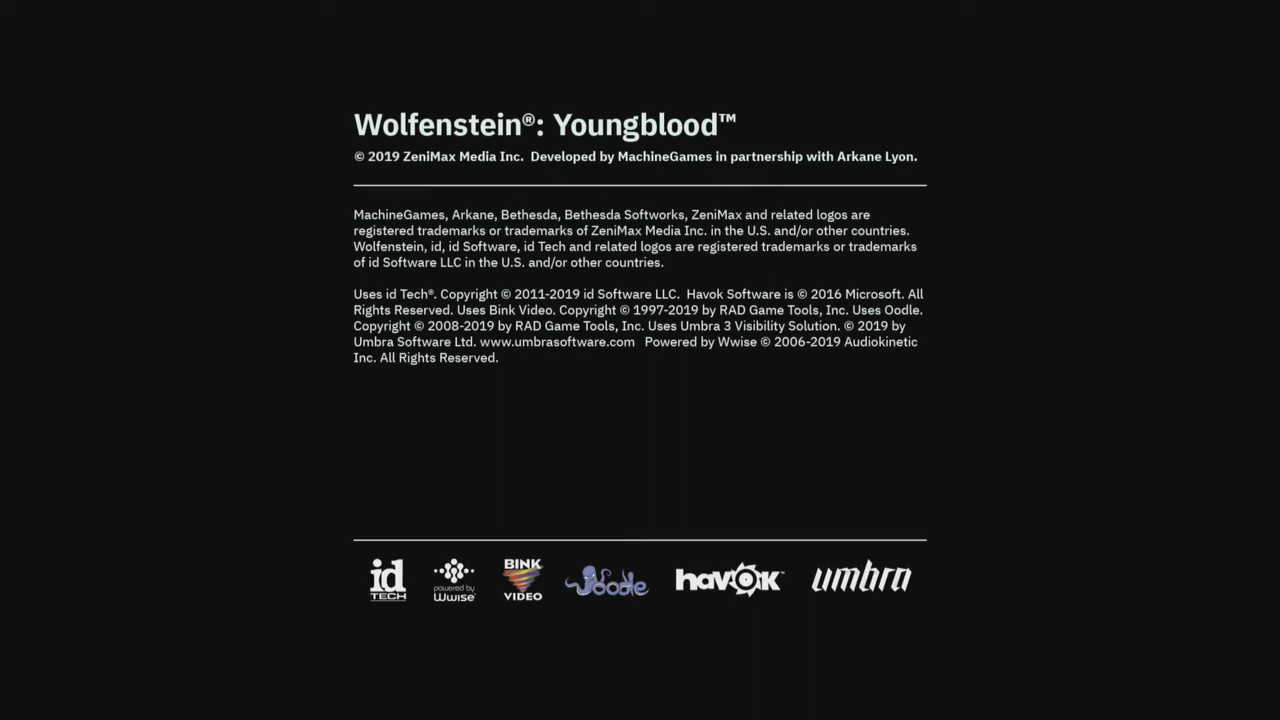 Wolfenstein®: Youngblood™
© 2019 ZeniMax Media Inc.  Developed by MachineGames in partnership with Arkane Lyon.
MachineGames, Arkane, Bethesda, Bethesda Softworks, ZeniMax and related logos are
registered trademarks or trademarks of ZeniMax Media Inc. in the U.S. and/or other countries.
Wolfenstein, id, id Software, id Tech and related logos are registered trademarks or trademarks
of id Software LLC in the U.S. and/or other countries.
Uses id Tech®. Copyright © 2011-2019 id Software LLC.  Havok Software is © 2016 Microsoft. All
Rights Reserved. Uses Bink Video. Copyright © 1997-2019 by RAD Game Tools, Inc. Uses Oodle.
Copyright © 2008-2019 by RAD Game Tools, Inc. Uses Umbra 3 Visibility Solution. © 2019 by
Umbra Software Ltd. www.umbrasoftware.com   Powered by Wwise © 2006-2019 Audiokinetic
Inc. All Rights Reserved.
id TECH
powered by Wwise
BINK VIDEO
oodle
havok™
umbra